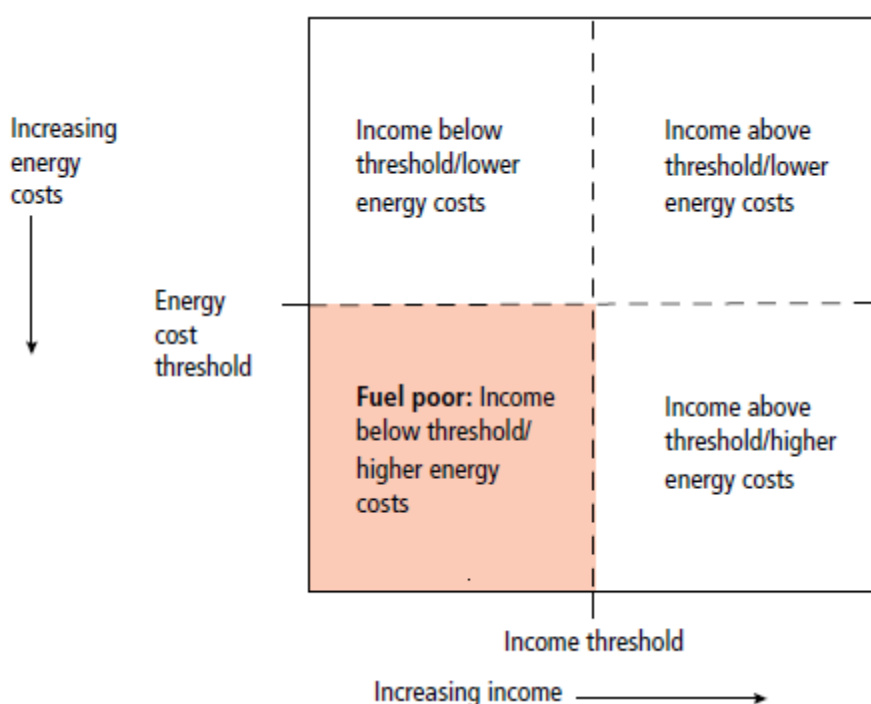 Increasing
energy
costs
Income below
threshold/lower
energy costs
Income above
threshold/lower
energy costs
Energy
cost
threshold
Fuel poor: Income
below threshold/
higher energy
costs
Income above
threshold/higher
energy costs
Income threshold
Increasing income